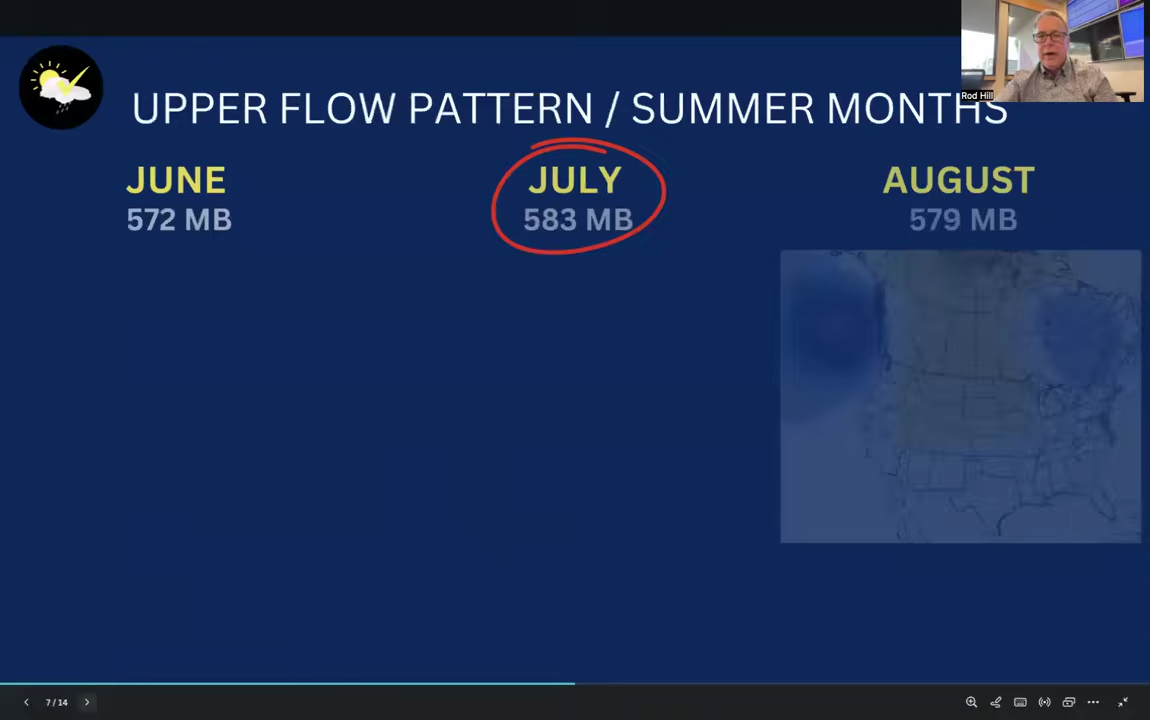 Rod Hill
UPPER FLOW PATTERN / SUMMER MONTHS
JUNE
572 MB
JULY
583 MB
AUGUST
579 MB
7 / 14